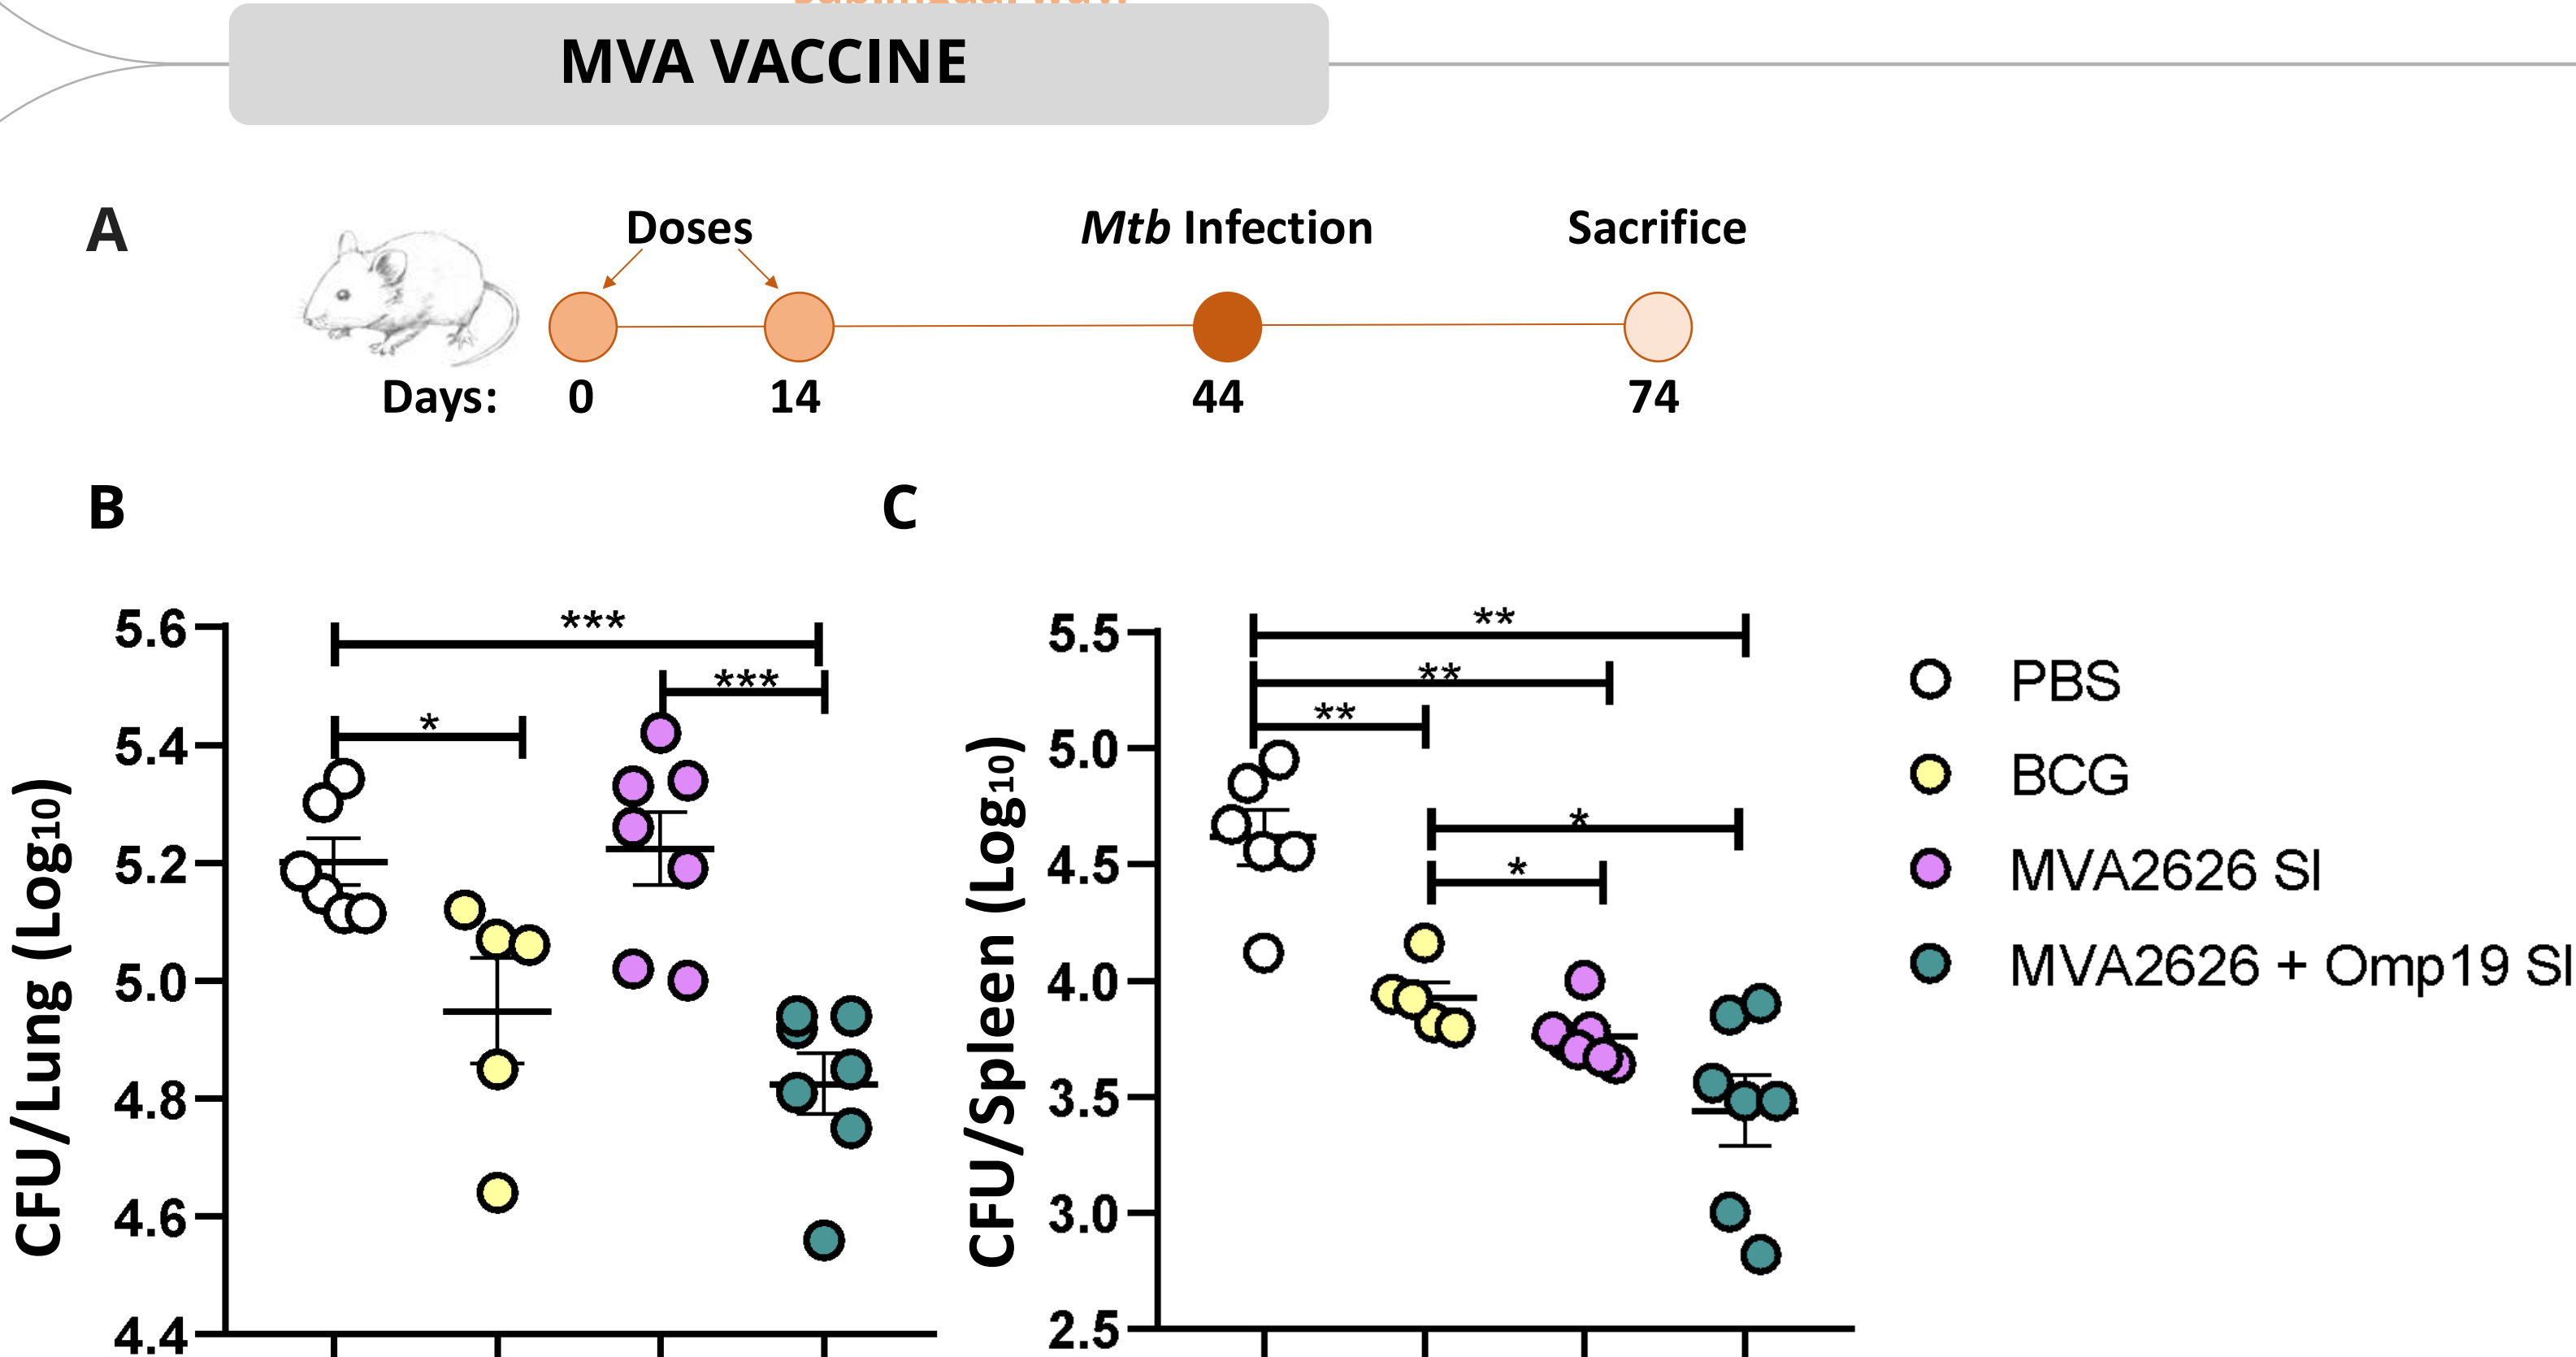 MVA VACCINE
A
Doses
Mtb Infection
Sacrifice
Days: 0 14 44 74
B
C
CFU/Lung (Log10)
5.6
5.4
5.2
5.0
4.8
4.6
4.4
***
***
*
CFU/Spleen (Log10)
5.5
5.0
4.5
4.0
3.5
3.0
2.5
**
**
**
*
*
PBS
BCG
MVA2626 SI
MVA2626 + Omp19 SI